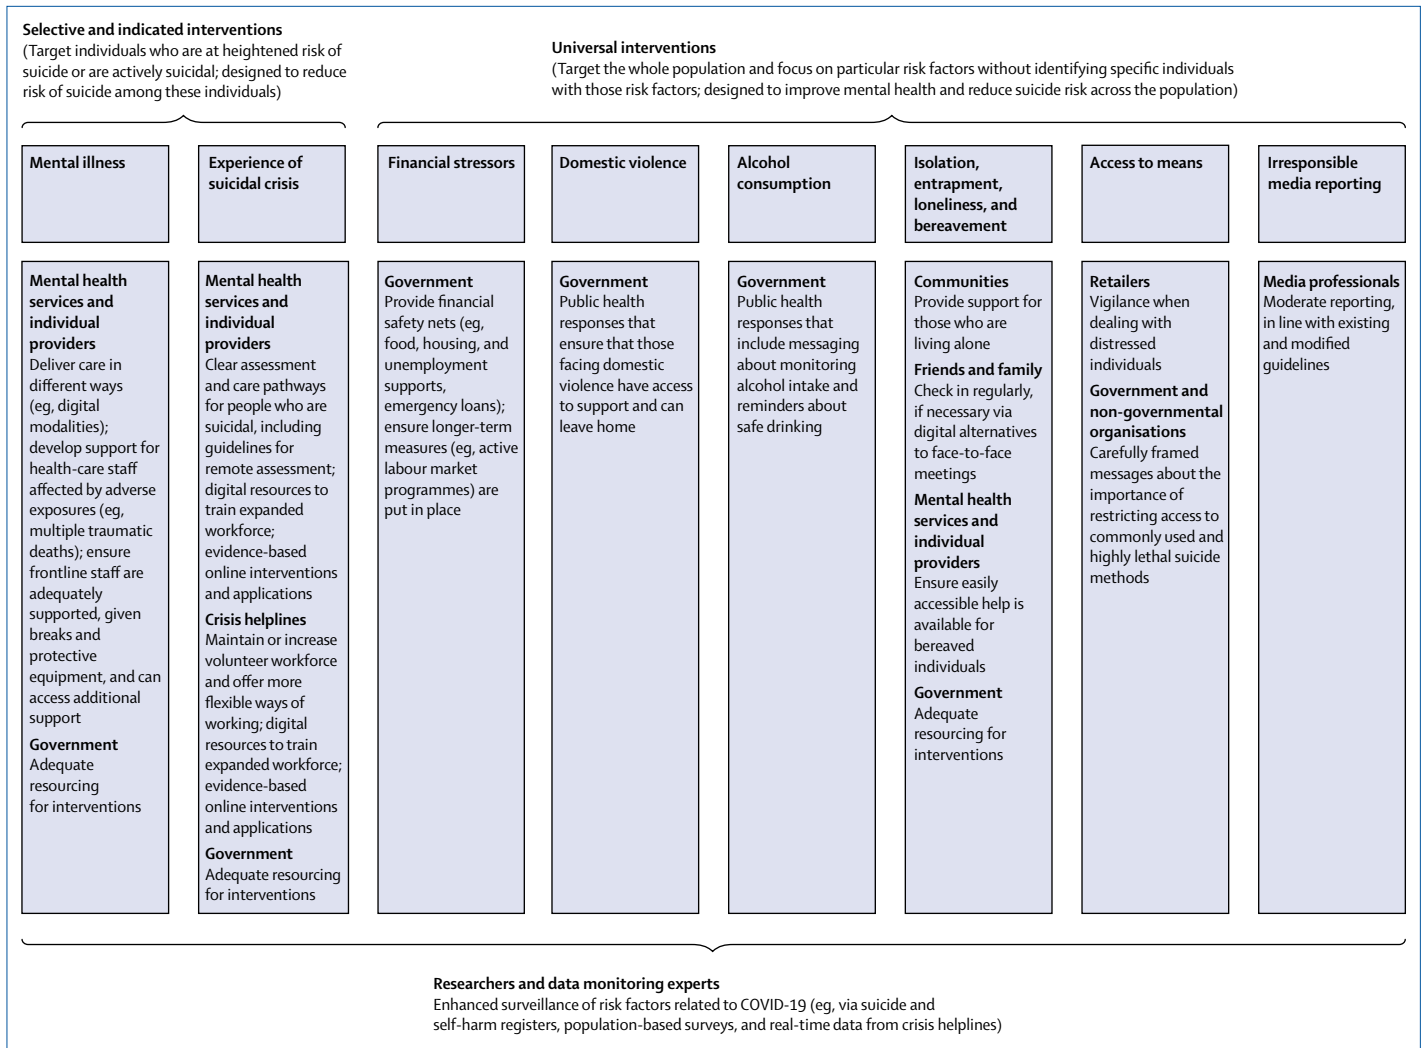 Selective and indicated interventions
(Target individuals who are at heightened risk of
suicide or are actively suicidal; designed to reduce
risk of suicide among these individuals)
Universal interventions
(Target the whole population and focus on particular risk factors without identifying specific individuals
with those risk factors; designed to improve mental health and reduce suicide risk across the population)
Mental illness
Experience of
suicidal crisis
Financial stressors
Domestic violence
Alcohol
consumption
Isolation,
entrapment,
loneliness, and
bereavement
Access to means
Irresponsible
media reporting
Mental health
services and
individual
providers
Deliver care in
different ways
(eg, digital
modalities);
develop support for
health-care staff
affected by adverse
exposures (eg,
multiple traumatic
deaths); ensure
frontline staff are
adequately
supported, given
breaks and
protective
equipment, and can
access additional
support
Government
Adequate
resourcing
for interventions
Mental health
services and
individual
providers
Clear assessment
and care pathways
for people who are
suicidal, including
guidelines for
remote assessment;
digital resources to
train expanded
workforce;
evidence-based
online interventions
and applications
Crisis helplines
Maintain or increase
volunteer workforce
and offer more
flexible ways of
working; digital
resources to train
expanded workforce;
evidence-based
online interventions
and applications
Government
Adequate resourcing
for interventions
Government
Provide financial
safety nets (eg,
food, housing, and
unemployment
supports,
emergency loans);
ensure longer-term
measures (eg, active
labour market
programmes) are
put in place
Government
Public health
responses that
ensure that those
facing domestic
violence have access
to support and can
leave home
Government
Public health
responses that
include messaging
about monitoring
alcohol intake and
reminders about
safe drinking
Communities
Provide support for
those who are
living alone
Friends and family
Check in regularly,
if necessary via
digital alternatives
to face-to-face
meetings
Mental health
services and
individual
providers
Ensure easily
accessible help is
available for
bereaved
individuals
Government
Adequate
resourcing for
interventions
Retailers
Vigilance when
dealing with
distressed
individuals
Government and
non-governmental
organisations
Carefully framed
messages about the
importance of
restricting access to
commonly used and
highly lethal suicide
methods
Media professionals
Moderate reporting,
in line with existing
and modified
guidelines
Researchers and data monitoring experts
Enhanced surveillance of risk factors related to COVID-19 (eg, via suicide and
self-harm registers, population-based surveys, and real-time data from crisis helplines)